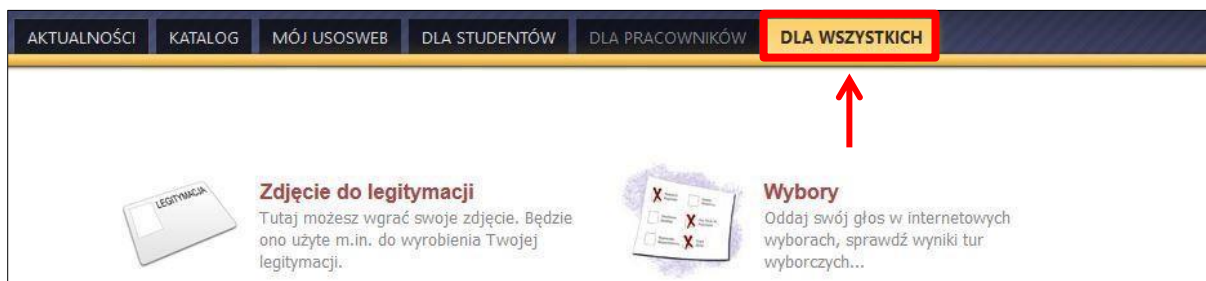 AKTUALNOŚCI KATALOG MÓJ USOSWEB DLA STUDENTÓW DLA PRACOWNIKÓW DLA WSZYSTKICH
LEGITYMACJA
Zdjęcie do legitymacji
Tutaj możesz wgrać swoje zdjęcie. Będzie
ono użyte m.in. do wyrobienia Twojej
legitymacji.
Wybory
Oddaj swój głos w internetowych
wyborach, sprawdź wyniki tur
wyborczych...